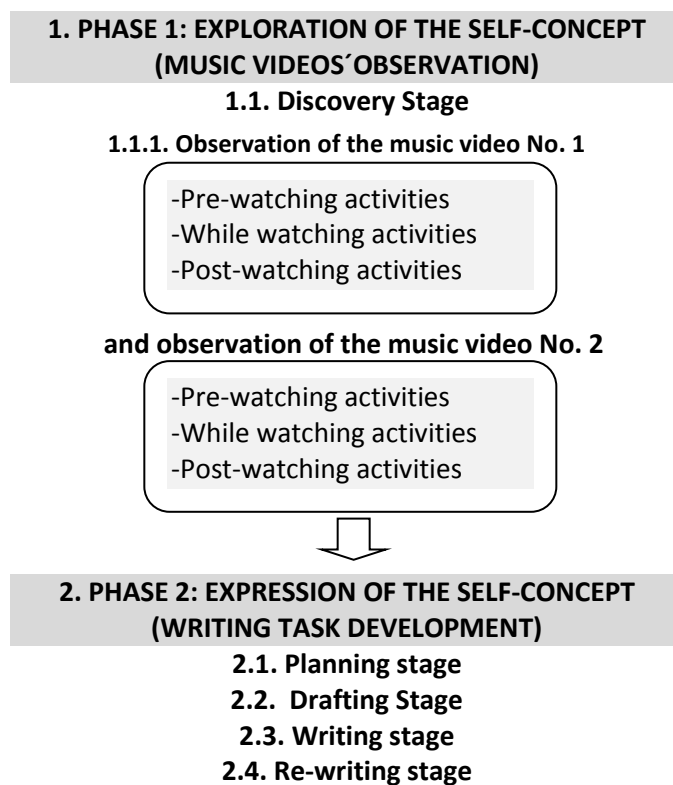 1. PHASE 1: EXPLORATION OF THE SELF-CONCEPT
(MUSIC VIDEOS´OBSERVATION)
1.1. Discovery Stage
1.1.1. Observation of the music video No. 1
-Pre-watching activities
-While watching activities
-Post-watching activities
and observation of the music video No. 2
-Pre-watching activities
-While watching activities
-Post-watching activities
2. PHASE 2: EXPRESSION OF THE SELF-CONCEPT
(WRITING TASK DEVELOPMENT)
2.1. Planning stage
2.2.  Drafting Stage
2.3. Writing stage
2.4. Re-writing stage